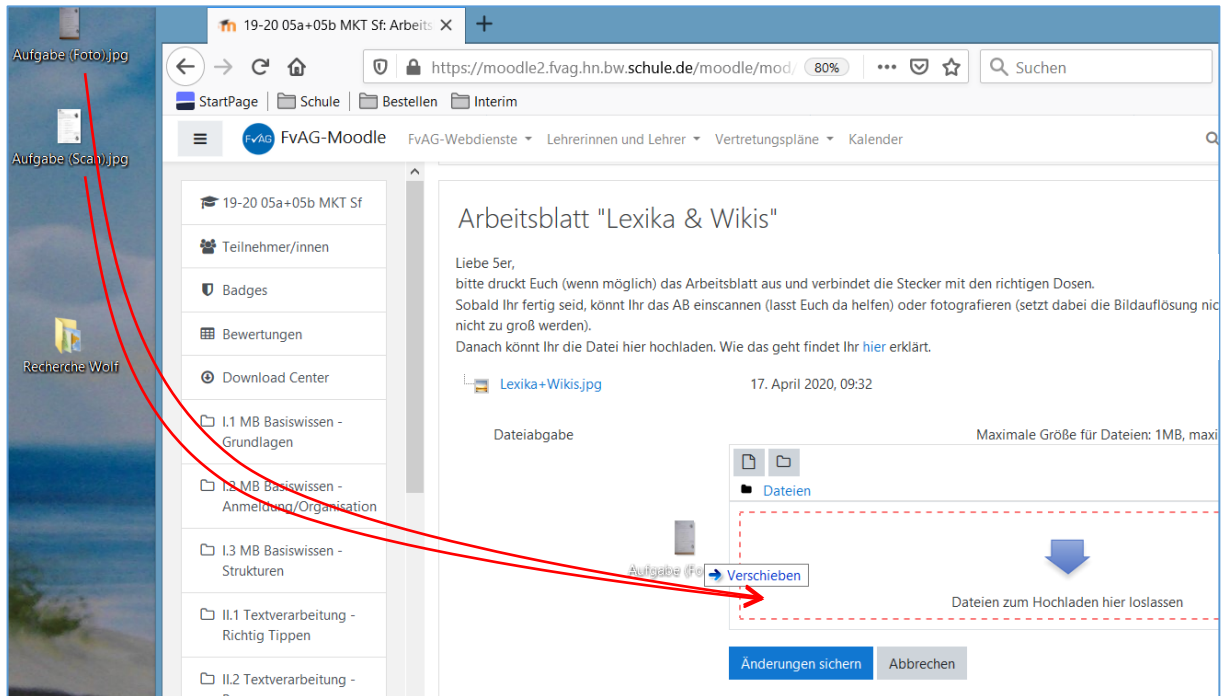 Aufgabe (Foto).jpg
Aufgabe (Scan).jpg
Recherche Wolf
19-20 05a+05b MKT Sf: Arbeits
https://moodle2.fvag.hn.bw.schule.de/moodle/mod/
80%
Suchen
StartPage
Schule
Bestellen
Interim
FvAG
FvAG-Moodle
FvAG-Webdienste
Lehrerinnen und Lehrer
Vertretungspläne
Kalender
19-20 05a+05b MKT Sf
Teilnehmer/innen
Badges
Bewertungen
Download Center
I.1 MB Basiswissen -
Grundlagen
I.2 MB Basiswissen -
Anmeldung/Organisation
I.3 MB Basiswissen -
Strukturen
II.1 Textverarbeitung -
Richtig Tippen
II.2 Textverarbeitung -
Arbeitsblatt "Lexika & Wikis"
Liebe 5er,
bitte druckt Euch (wenn möglich) das Arbeitsblatt aus und verbindet die Stecker mit den richtigen Dosen.
Sobald Ihr fertig seid, könnt Ihr das AB einscannen (lasst Euch da helfen) oder fotografieren (setzt dabei die Bildauflösung nic
nicht zu groß werden).
Danach könnt Ihr die Datei hier hochladen. Wie das geht findet Ihr hier erklärt.
Lexika+Wikis.jpg
17. April 2020, 09:32
Dateiabgabe
Maximale Größe für Dateien: 1MB, maxi
Dateien
Aufgabe (Fo
Verschieben
Dateien zum Hochladen hier loslassen
Änderungen sichern
Abbrechen